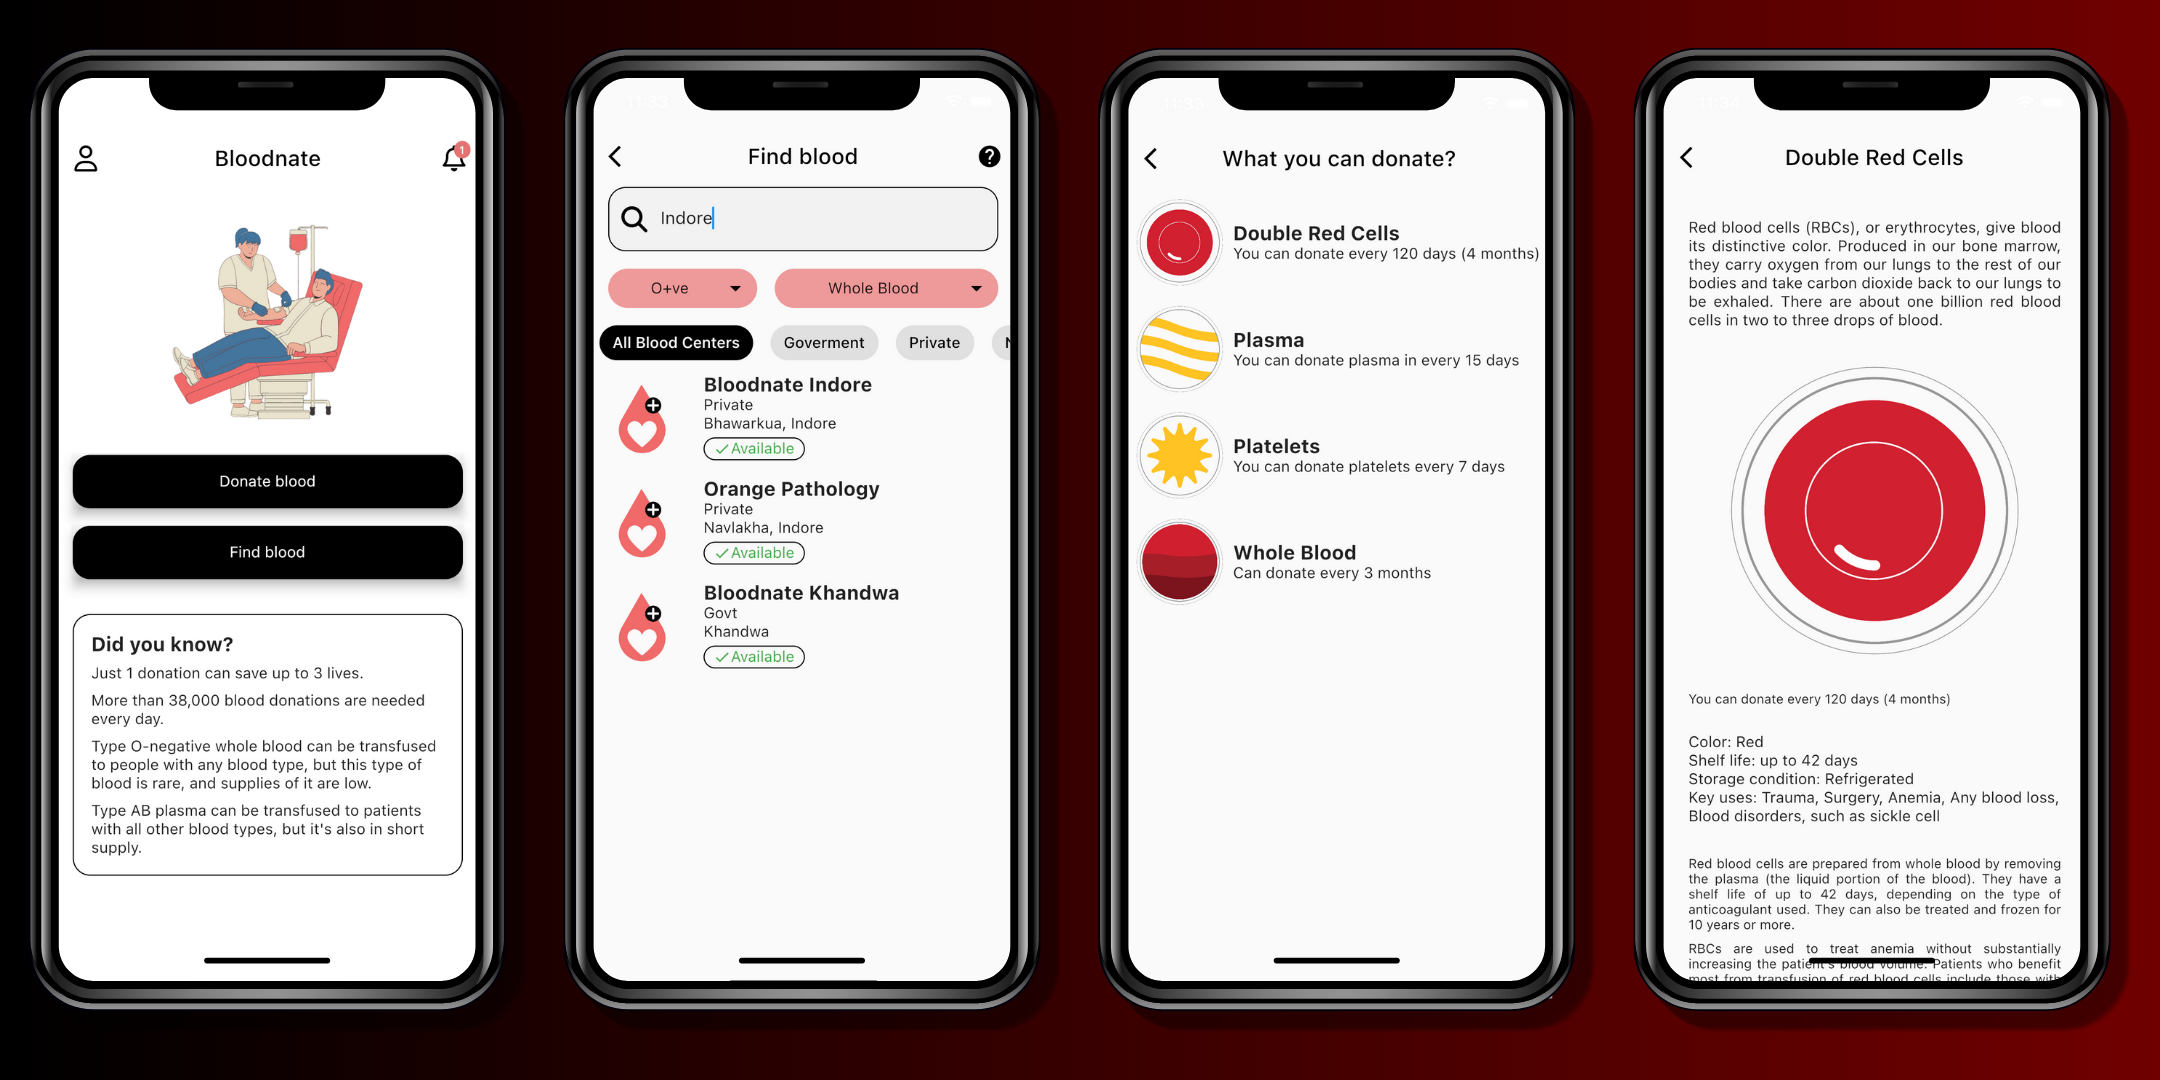 Bloodnate
1
Donate blood
Find blood
Did you know?
Just 1 donation can save up to 3 lives.
More than 38,000 blood donations are needed
every day.
Type O-negative whole blood can be transfused
to people with any blood type, but this type of
blood is rare, and supplies of it are low.
Type AB plasma can be transfused to patients
with all other blood types, but it's also in short
supply.
11:33
Find blood
?
Indore
O+ve
Whole Blood
All Blood Centers
Goverment
Private
Bloodnate Indore
Private
Bhawarkua, Indore
Available
Orange Pathology
Private
Navlakha, Indore
Available
Bloodnate Khandwa
Govt
Khandwa
Available
What you can donate?
Double Red Cells
You can donate every 120 days (4 months)
Plasma
You can donate plasma in every 15 days
Platelets
You can donate platelets every 7 days
Whole Blood
Can donate every 3 months
Double Red Cells
Red blood cells (RBCs), or erythrocytes, give blood
its distinctive color. Produced in our bone marrow,
they carry oxygen from our lungs to the rest of our
bodies and take carbon dioxide back to our lungs to
be exhaled. There are about one billion red blood
cells in two to three drops of blood.
You can donate every 120 days (4 months)
Color: Red
Shelf life: up to 42 days
Storage condition: Refrigerated
Key uses: Trauma, Surgery, Anemia, Any blood loss,
Blood disorders, such as sickle cell
Red blood cells are prepared from whole blood by removing
the plasma (the liquid portion of the blood). They have a
shelf life of up to 42 days, depending on the type of
anticoagulant used. They can also be treated and frozen for
10 years or more.
RBCs are used to treat anemia without substantially
increasing the patient's blood volume. Patients who benefit
most from transfusion of red blood cells include those with